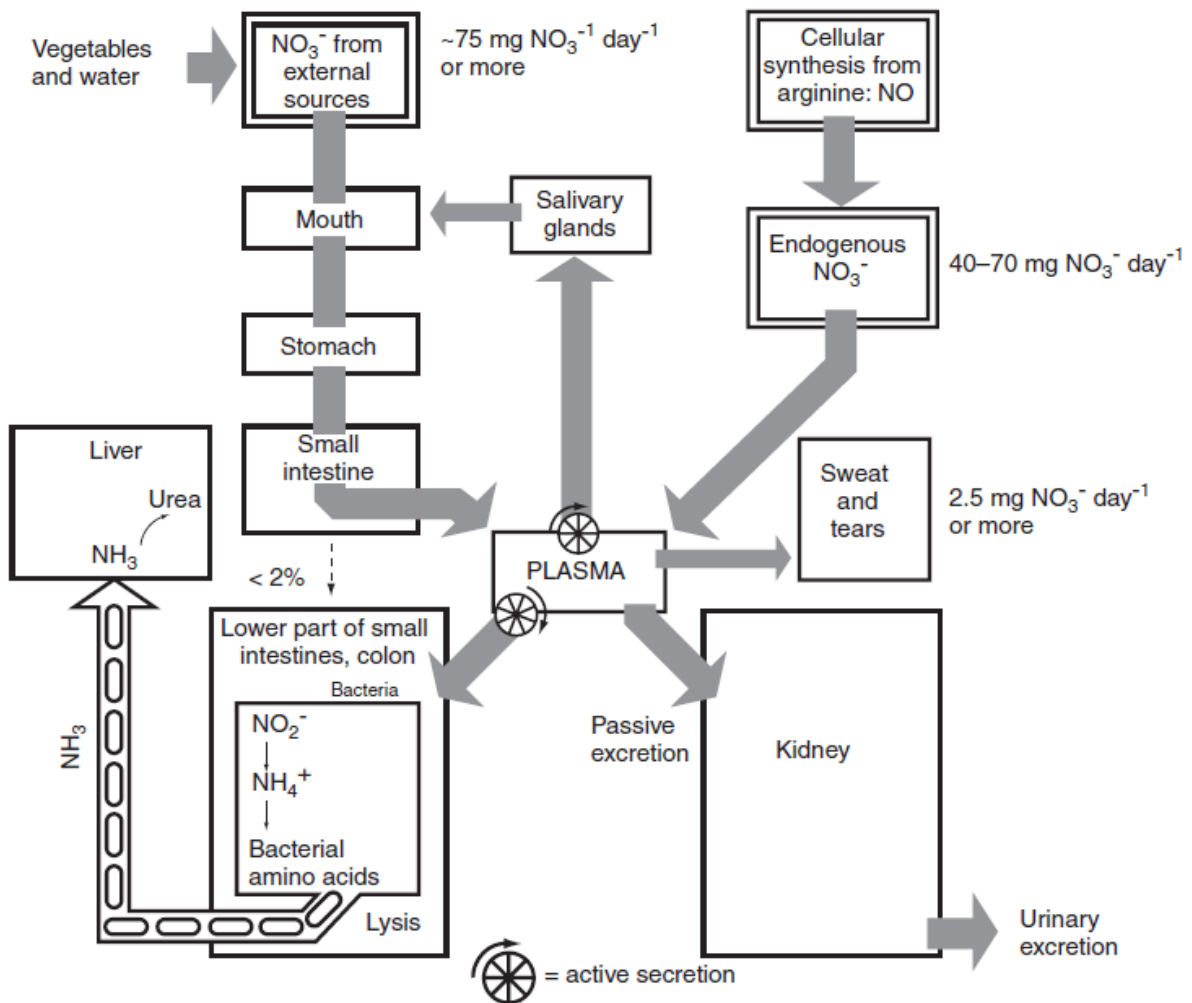 Vegetables
and water
NO₃⁻ from
external
sources
~75 mg NO₃⁻¹ day⁻¹
or more
Cellular
synthesis from
arginine: NO
Mouth
Salivary
glands
Endogenous
NO₃⁻
40–70 mg NO₃⁻ day⁻¹
Stomach
Small
intestine
Liver
Urea
NH₃
Sweat
and
tears
2.5 mg NO₃⁻ day⁻¹
or more
PLASMA
< 2%
Lower part of small
intestines, colon
Bacteria
NO₂⁻
NH₄⁺
Bacterial
amino acids
Lysis
NH₃
Passive
excretion
Kidney
Urinary
excretion
= active secretion